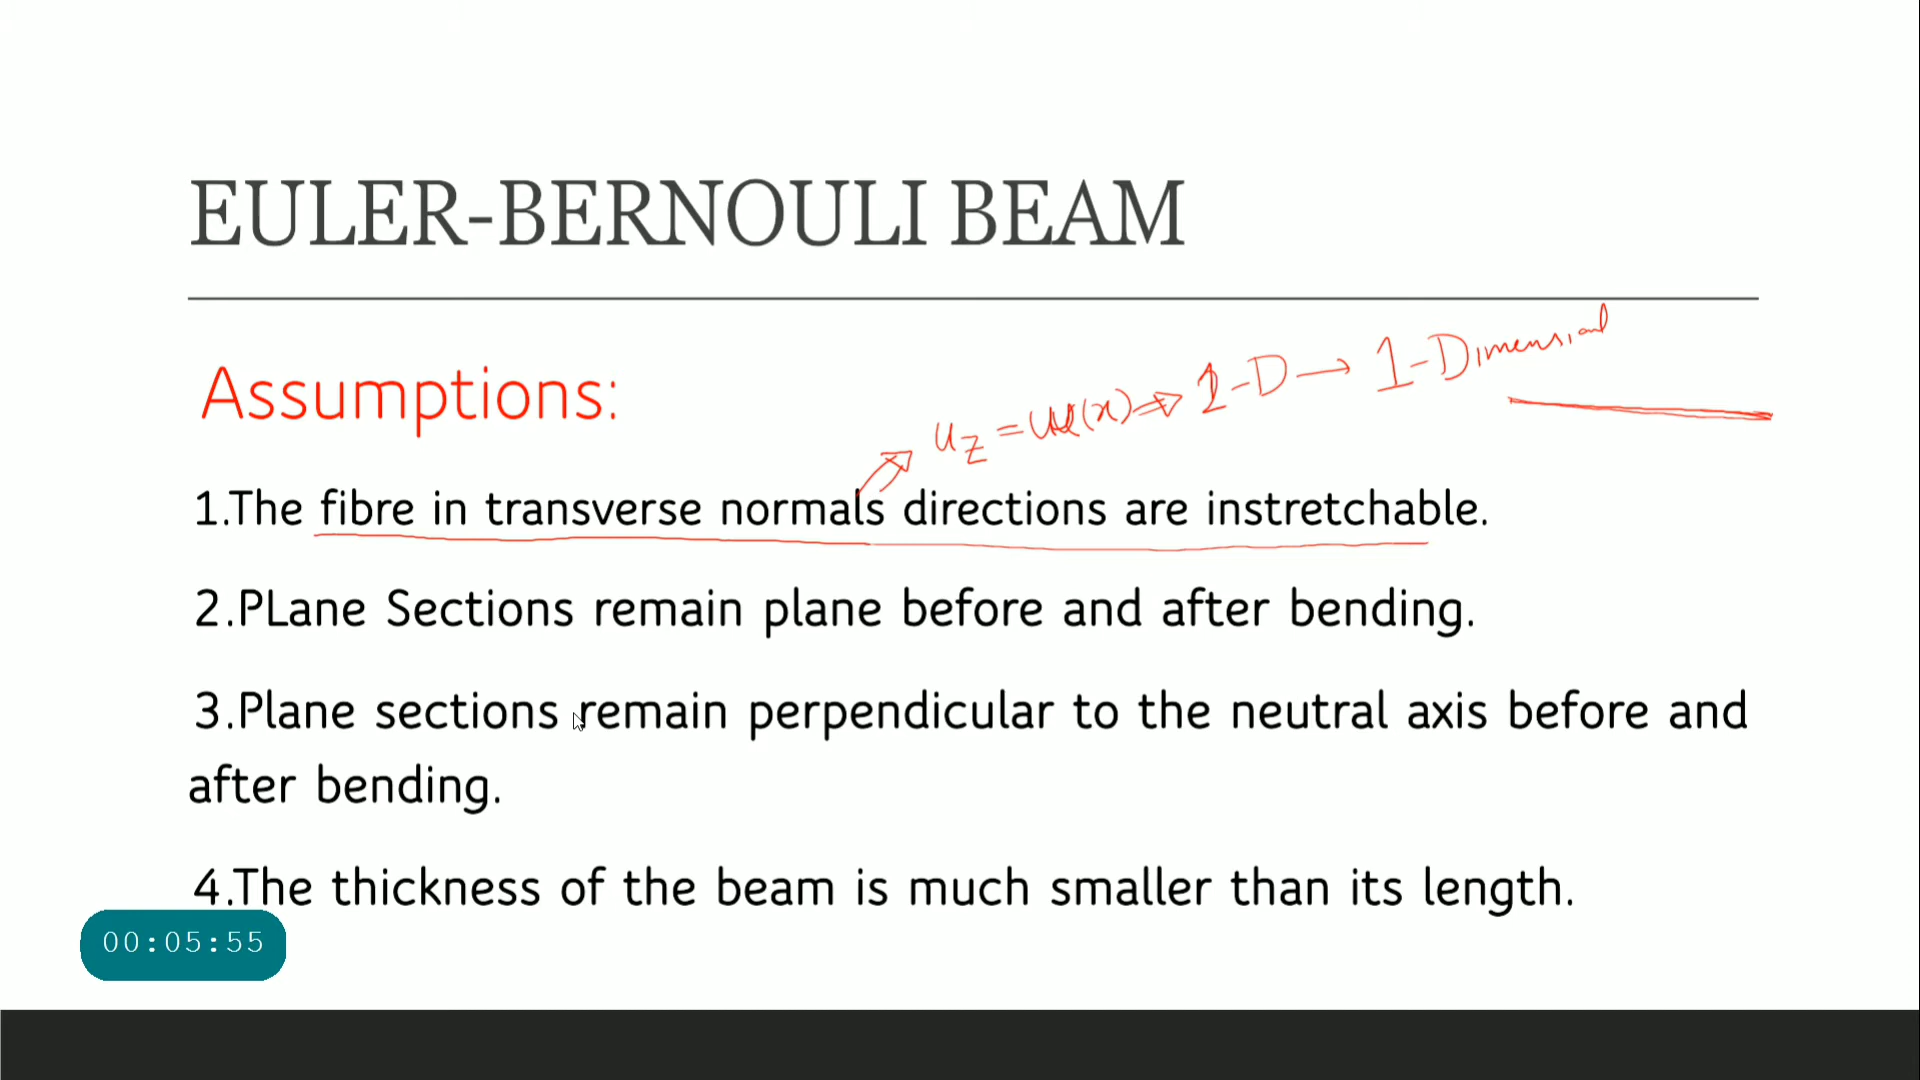 EULER-BERNOULI BEAM
Assumptions:
u_z = w(x) ⇒ 1-D → 1-Dimensional
1.The fibre in transverse normals directions are instretchable.
2.PLane Sections remain plane before and after bending.
3.Plane sections remain perpendicular to the neutral axis before and
after bending.
4.The thickness of the beam is much smaller than its length.
00:05:55